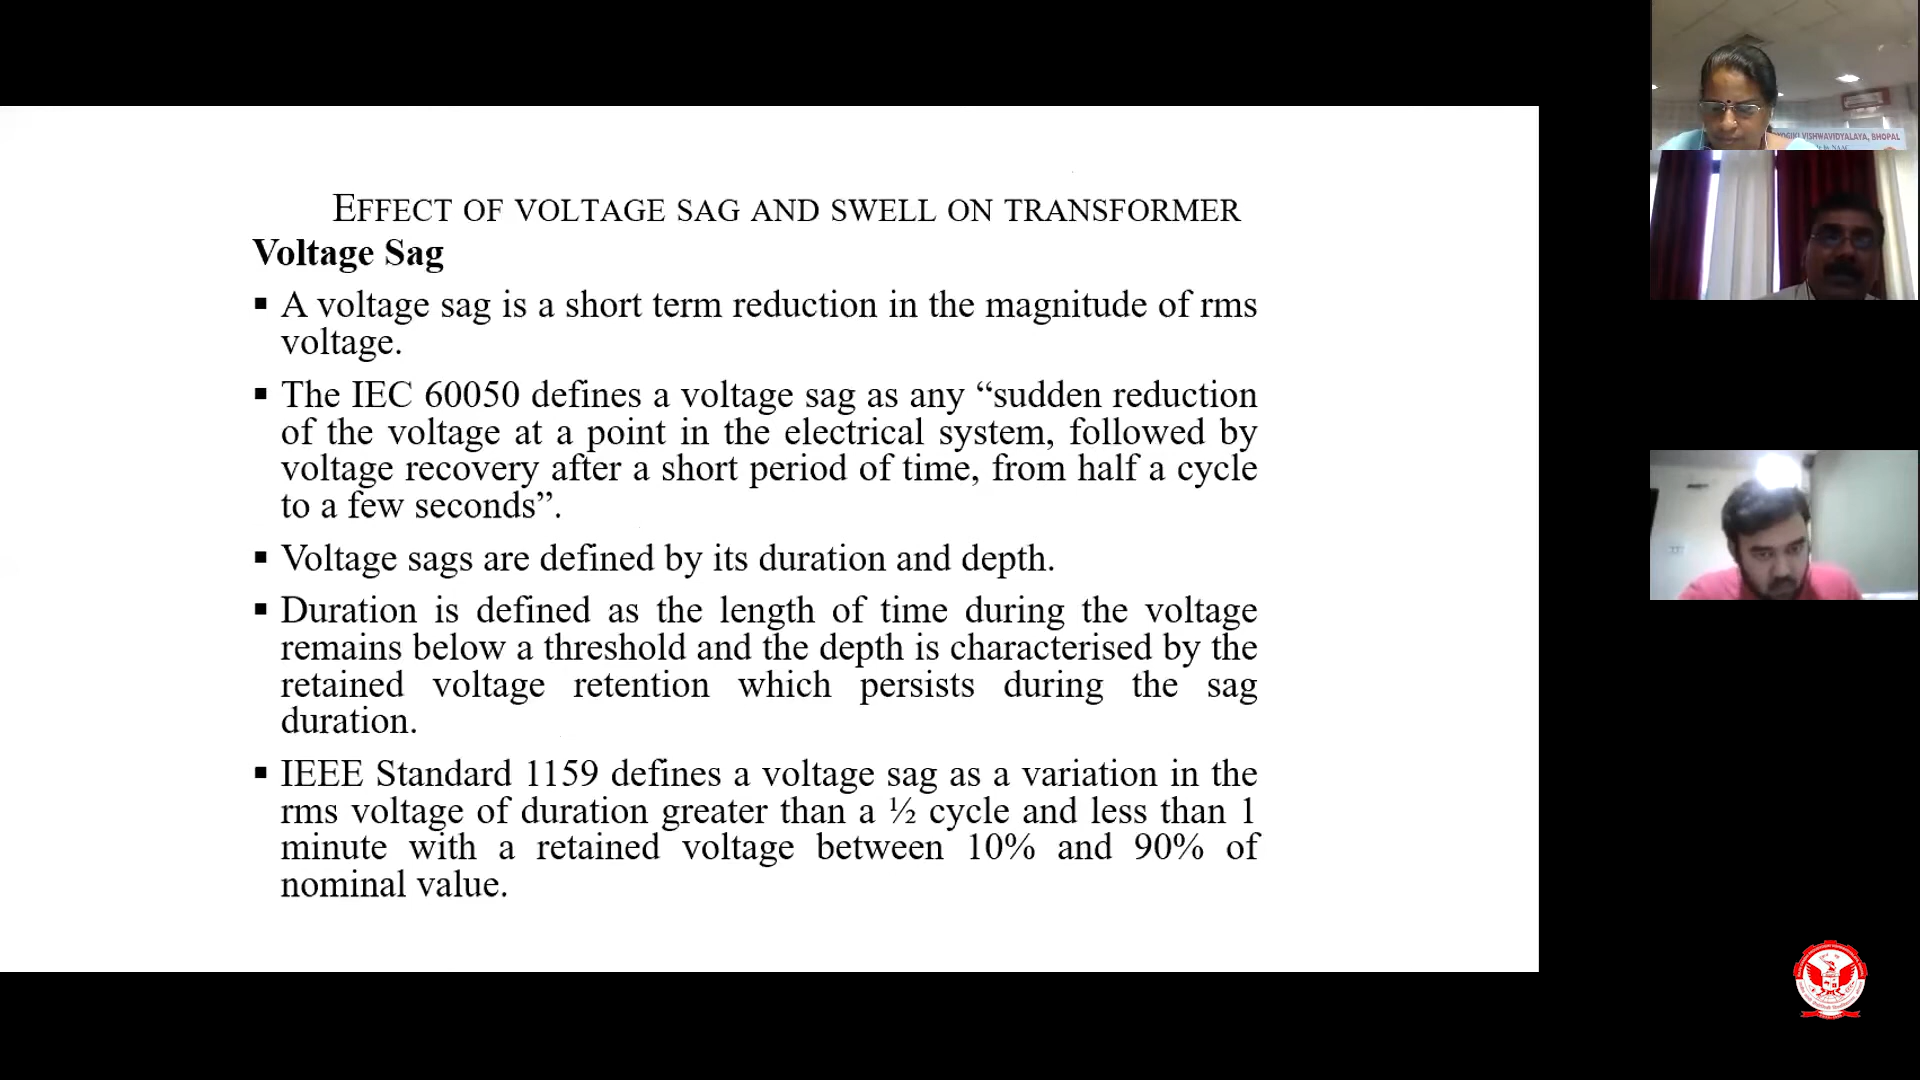 EFFECT OF VOLTAGE SAG AND SWELL ON TRANSFORMER
Voltage Sag
▪ A voltage sag is a short term reduction in the magnitude of rms
voltage.
▪ The IEC 60050 defines a voltage sag as any “sudden reduction
of the voltage at a point in the electrical system, followed by
voltage recovery after a short period of time, from half a cycle
to a few seconds”.
▪ Voltage sags are defined by its duration and depth.
▪ Duration is defined as the length of time during the voltage
remains below a threshold and the depth is characterised by the
retained voltage retention which persists during the sag
duration.
▪ IEEE Standard 1159 defines a voltage sag as a variation in the
rms voltage of duration greater than a ½ cycle and less than 1
minute with a retained voltage between 10% and 90% of
nominal value.
VISHWAVIDYALAYA, BHOPAL